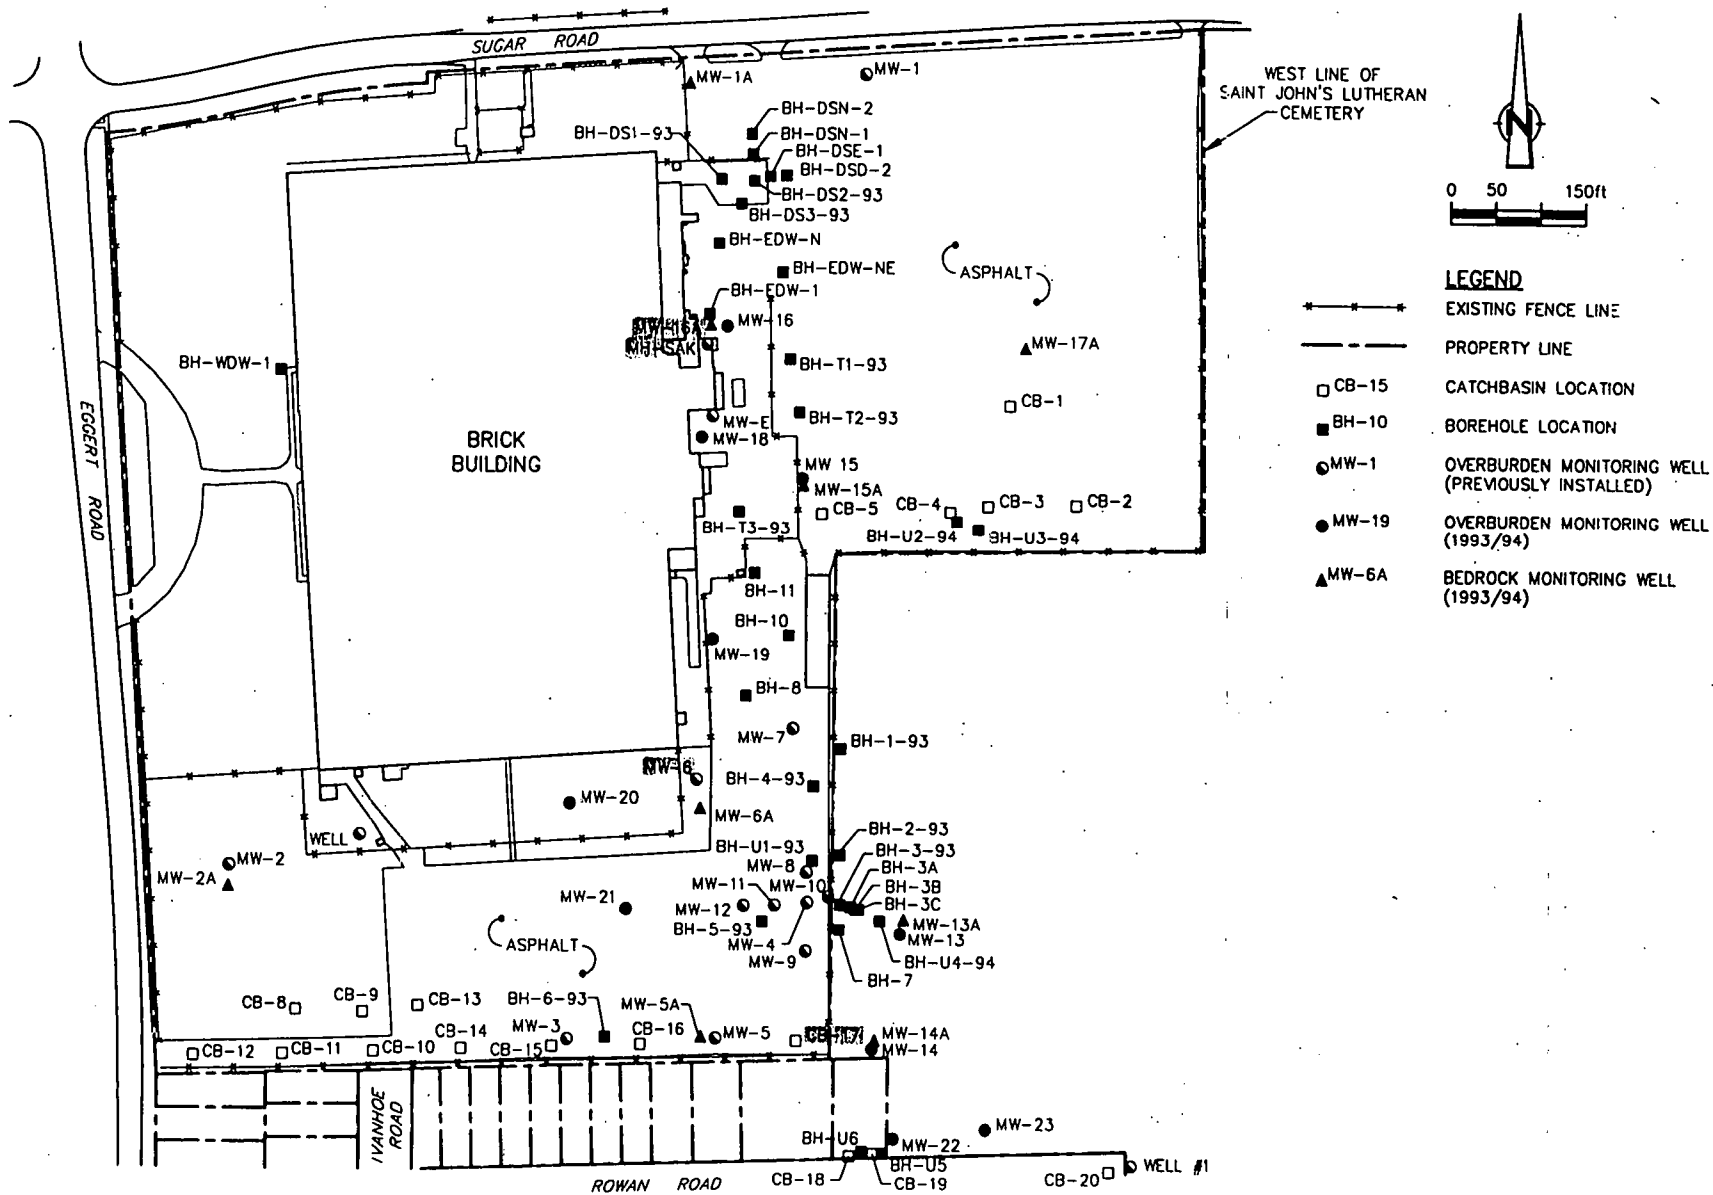 SUGAR ROAD
MW-1A
MW-1
WEST LINE OF
SAINT JOHN'S LUTHERAN
CEMETERY
N
BH-DSN-2
BH-DS1-93
BH-DSN-1
BH-DSE-1
BH-DSD-2
BH-DS2-93
BH-DS3-93
0 50 150ft
BH-EDW-N
BH-EDW-NE
ASPHALT
BH-EDW-1
MW-16
BH-WDW-1
MW-17A
BH-T1-93
CB-1
BH-T2-93
MW-E
MW-18
EGGERT ROAD
BRICK
BUILDING
MW 15
MW-15A
CB-5
CB-4
CB-3
CB-2
BH-T3-93
BH-U2-94
BH-U3-94
BH-11
BH-10
MW-19
BH-8
MW-7
BH-1-93
MW-6
BH-4-93
MW-20
MW-6A
WELL
BH-2-93
BH-U1-93
BH-3-93
MW-2
MW-8
BH-3A
MW-2A
MW-11
MW-10
BH-3B
MW-21
MW-12
BH-3C
BH-5-93
MW-13A
MW-4
MW-13
ASPHALT
MW-9
BH-U4-94
BH-7
CB-8
CB-9
CB-13
BH-6-93
MW-5A
CB-14
MW-3
CB-16
MW-5
CB-17
MW-14A
CB-12
CB-11
CB-10
CB-15
MW-14
IVANHOE
ROAD
BH-U6
MW-22
MW-23
BH-U5
CB-18
CB-19
CB-20
WELL #1
ROWAN ROAD
LEGEND
EXISTING FENCE LINE
PROPERTY LINE
CB-15 CATCHBASIN LOCATION
BH-10 BOREHOLE LOCATION
MW-1 OVERBURDEN MONITORING WELL
(PREVIOUSLY INSTALLED)
MW-19 OVERBURDEN MONITORING WELL
(1993/94)
MW-6A BEDROCK MONITORING WELL
(1993/94)